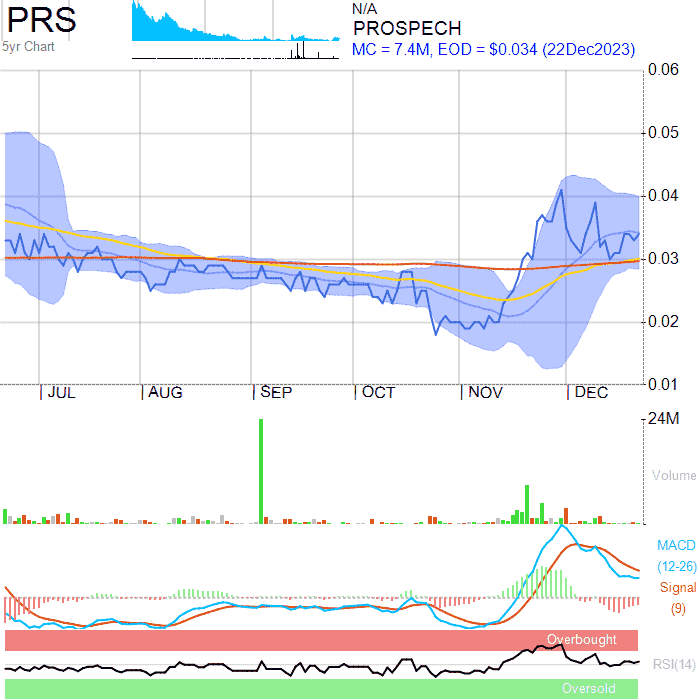 PRS
5yr Chart
N/A
PROSPECH
MC = 7.4M, EOD = $0.034 (22Dec2023)
0.06
0.05
0.04
0.03
0.02
0.01
JUL AUG SEP OCT NOV DEC
24M
Volume
MACD
(12-26)
Signal
(9)
Overbought
RSI(14)
Oversold